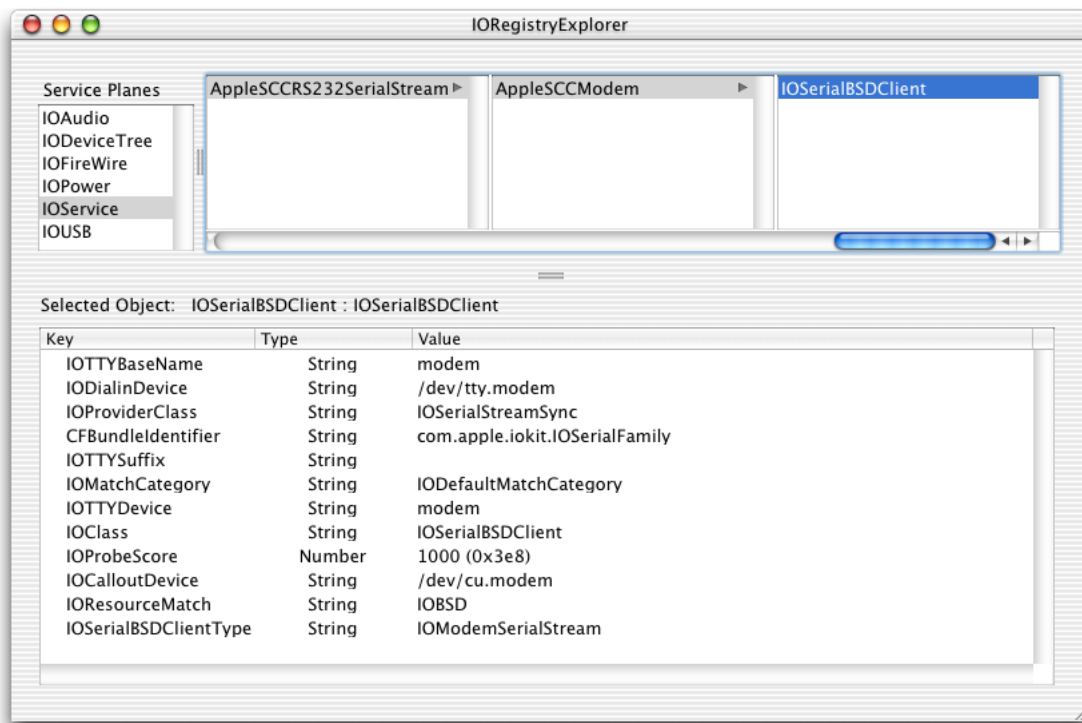 IORegistryExplorer
Service Planes
IOAudio
IODeviceTree
IOFireWire
IOPower
IOService
IOUSB
AppleSCCRS232SerialStream
AppleSCCModem
IOSerialBSDClient
Selected Object: IOSerialBSDClient : IOSerialBSDClient
Key Type Value
IOTTYBaseName String modem
IODialinDevice String /dev/tty.modem
IOProviderClass String IOSerialStreamSync
CFBundleIdentifier String com.apple.iokit.IOSerialFamily
IOTTYSuffix String
IOMatchCategory String IODefaultMatchCategory
IOTTYDevice String modem
IOClass String IOSerialBSDClient
IOProbeScore Number 1000 (0x3e8)
IOCalloutDevice String /dev/cu.modem
IOResourceMatch String IOBSD
IOSerialBSDClientType String IOModemSerialStream